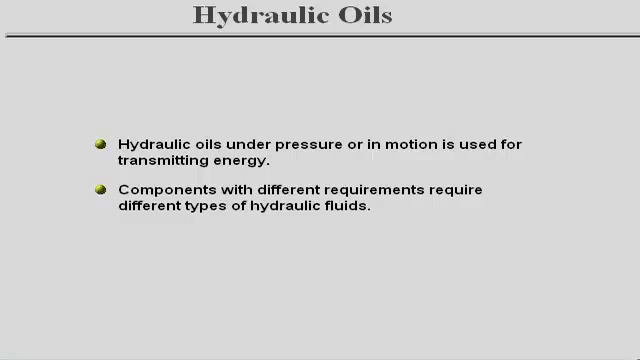 Hydraulic Oils
Hydraulic oils under pressure or in motion is used for
transmitting energy.
Components with different requirements require
different types of hydraulic fluids.